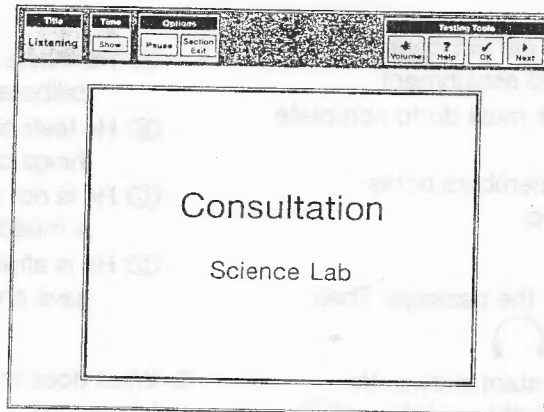 Title
Time
Options
Testing Tools
Listening
Show
Pause
Section Exit
Volume
Help
OK
Next
Consultation
Science Lab